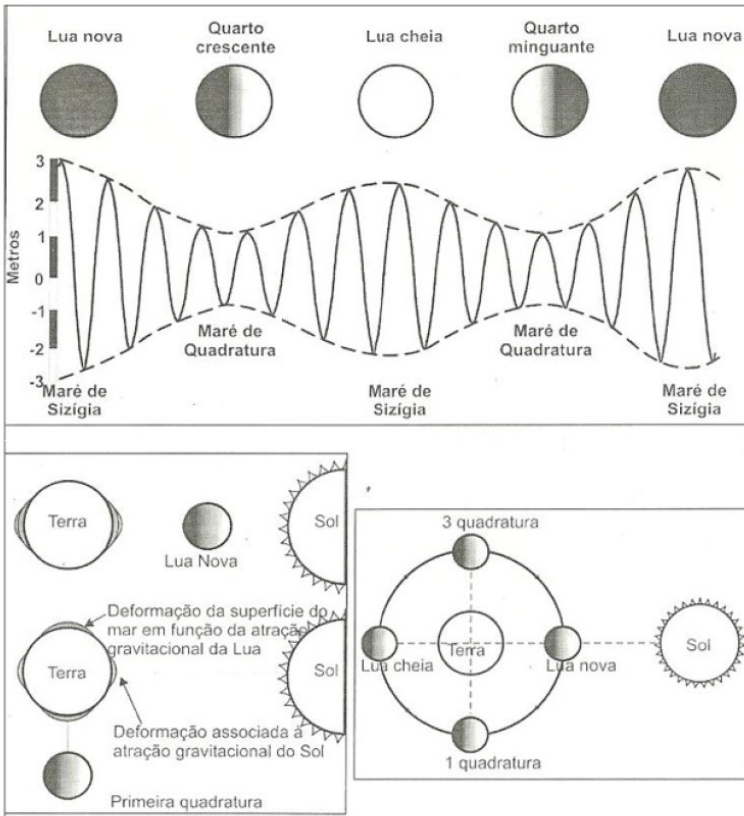 Lua nova
Quarto
crescente
Lua cheia
Quarto
minguante
Lua nova
Metros
3
2
1
0
-1
-2
-3
Maré de
Quadratura
Maré de
Quadratura
Maré de
Sizígia
Maré de
Sizígia
Maré de
Sizígia
Terra
Lua Nova
Sol
Deformação da superfície do
mar em função da atração
gravitacional da Lua
Terra
Sol
Deformação associada à
atração gravitacional do Sol
Primeira quadratura
3 quadratura
Terra
Lua cheia
Lua nova
Sol
1 quadratura